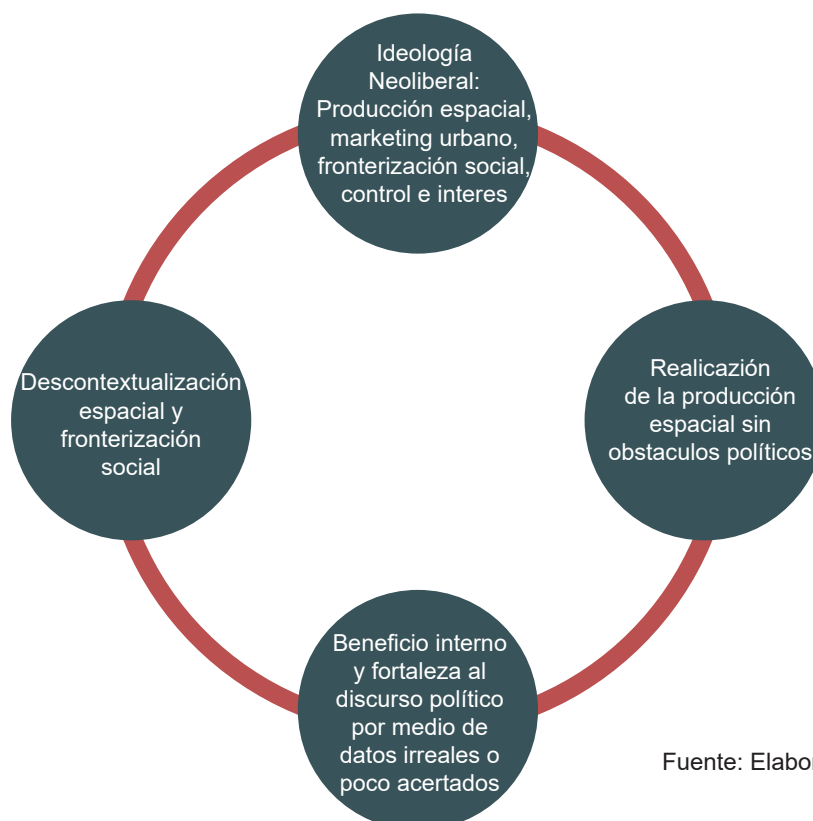 Ideología
Neoliberal:
Producción espacial,
marketing urbano,
fronterización social,
control e interes
Realicazión
de la producción
espacial sin
obstaculos políticos
Beneficio interno
y fortaleza al
discurso político
por medio de
datos irreales o
poco acertados
Descontextualización
espacial y
fronterización
social
Fuente: